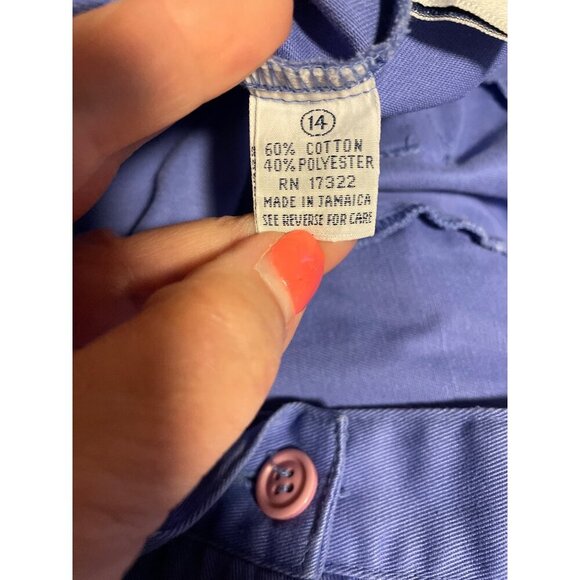 14
60% COTTON
40% POLYESTER
RN 17322
MADE IN JAMAICA
SEE REVERSE FOR CARE